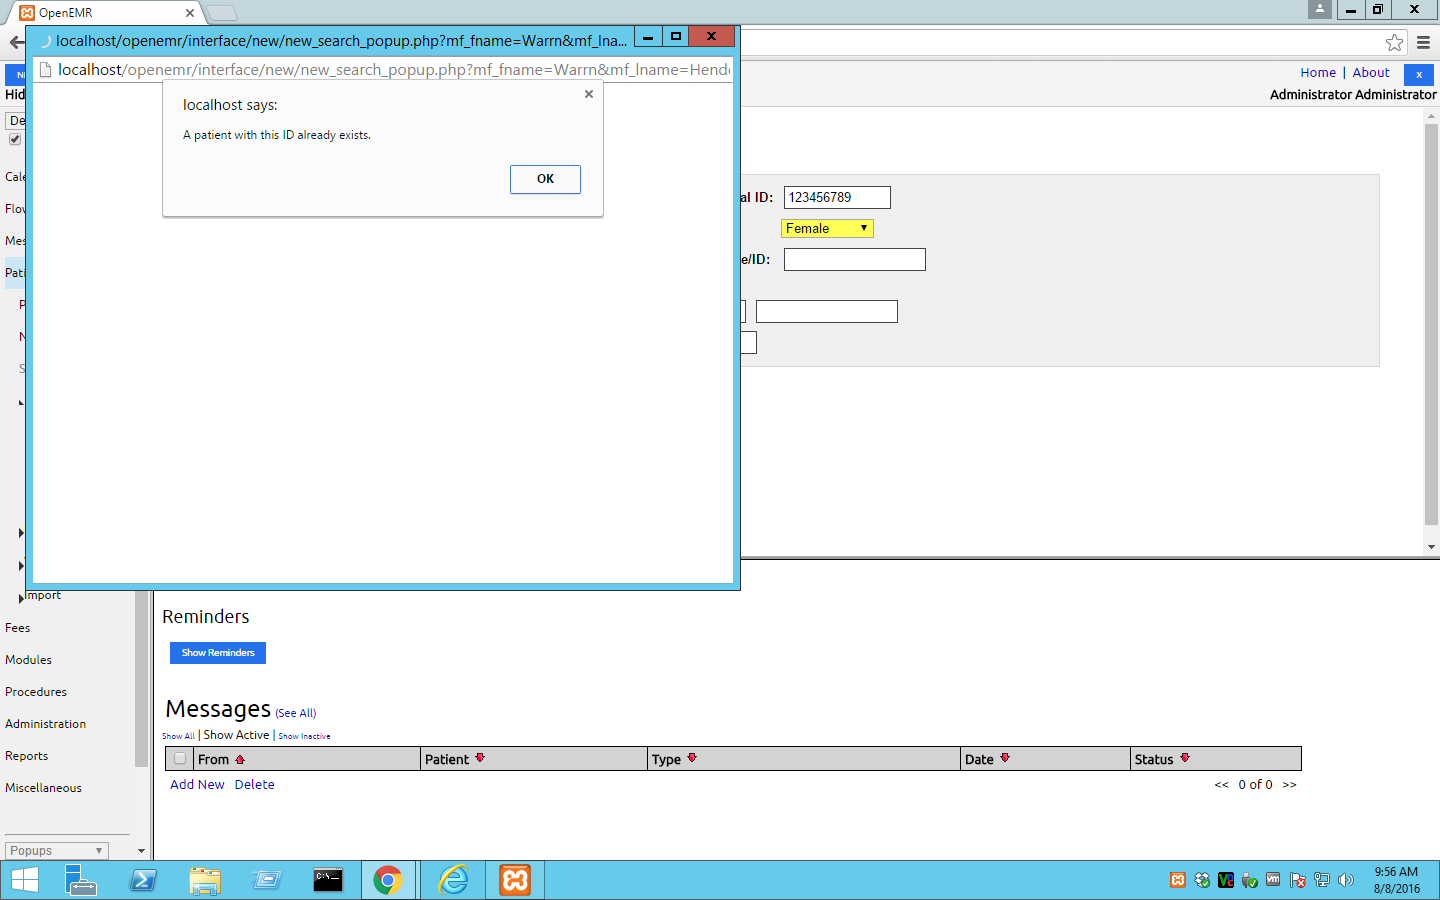 OpenEMR
localhost/openemr/interface/new/new_search_popup.php?mf_fname=Warrn&mf_lna...
localhost/openemr/interface/new/new_search_popup.php?mf_fname=Warrn&mf_lname=Hend
localhost says:
A patient with this ID already exists.
OK
Home | About
x
Administrator Administrator
Hid
De
al ID: 123456789
Female
e/ID:
Cale
Flov
Mes
Pati
P
N
S
Import
Fees
Modules
Procedures
Administration
Reports
Miscellaneous
Popups
Reminders
Show Reminders
Messages (See All)
Show All | Show Active | Show Inactive
From Patient Type Date Status
Add New Delete << 0 of 0 >>
9:56 AM
8/8/2016